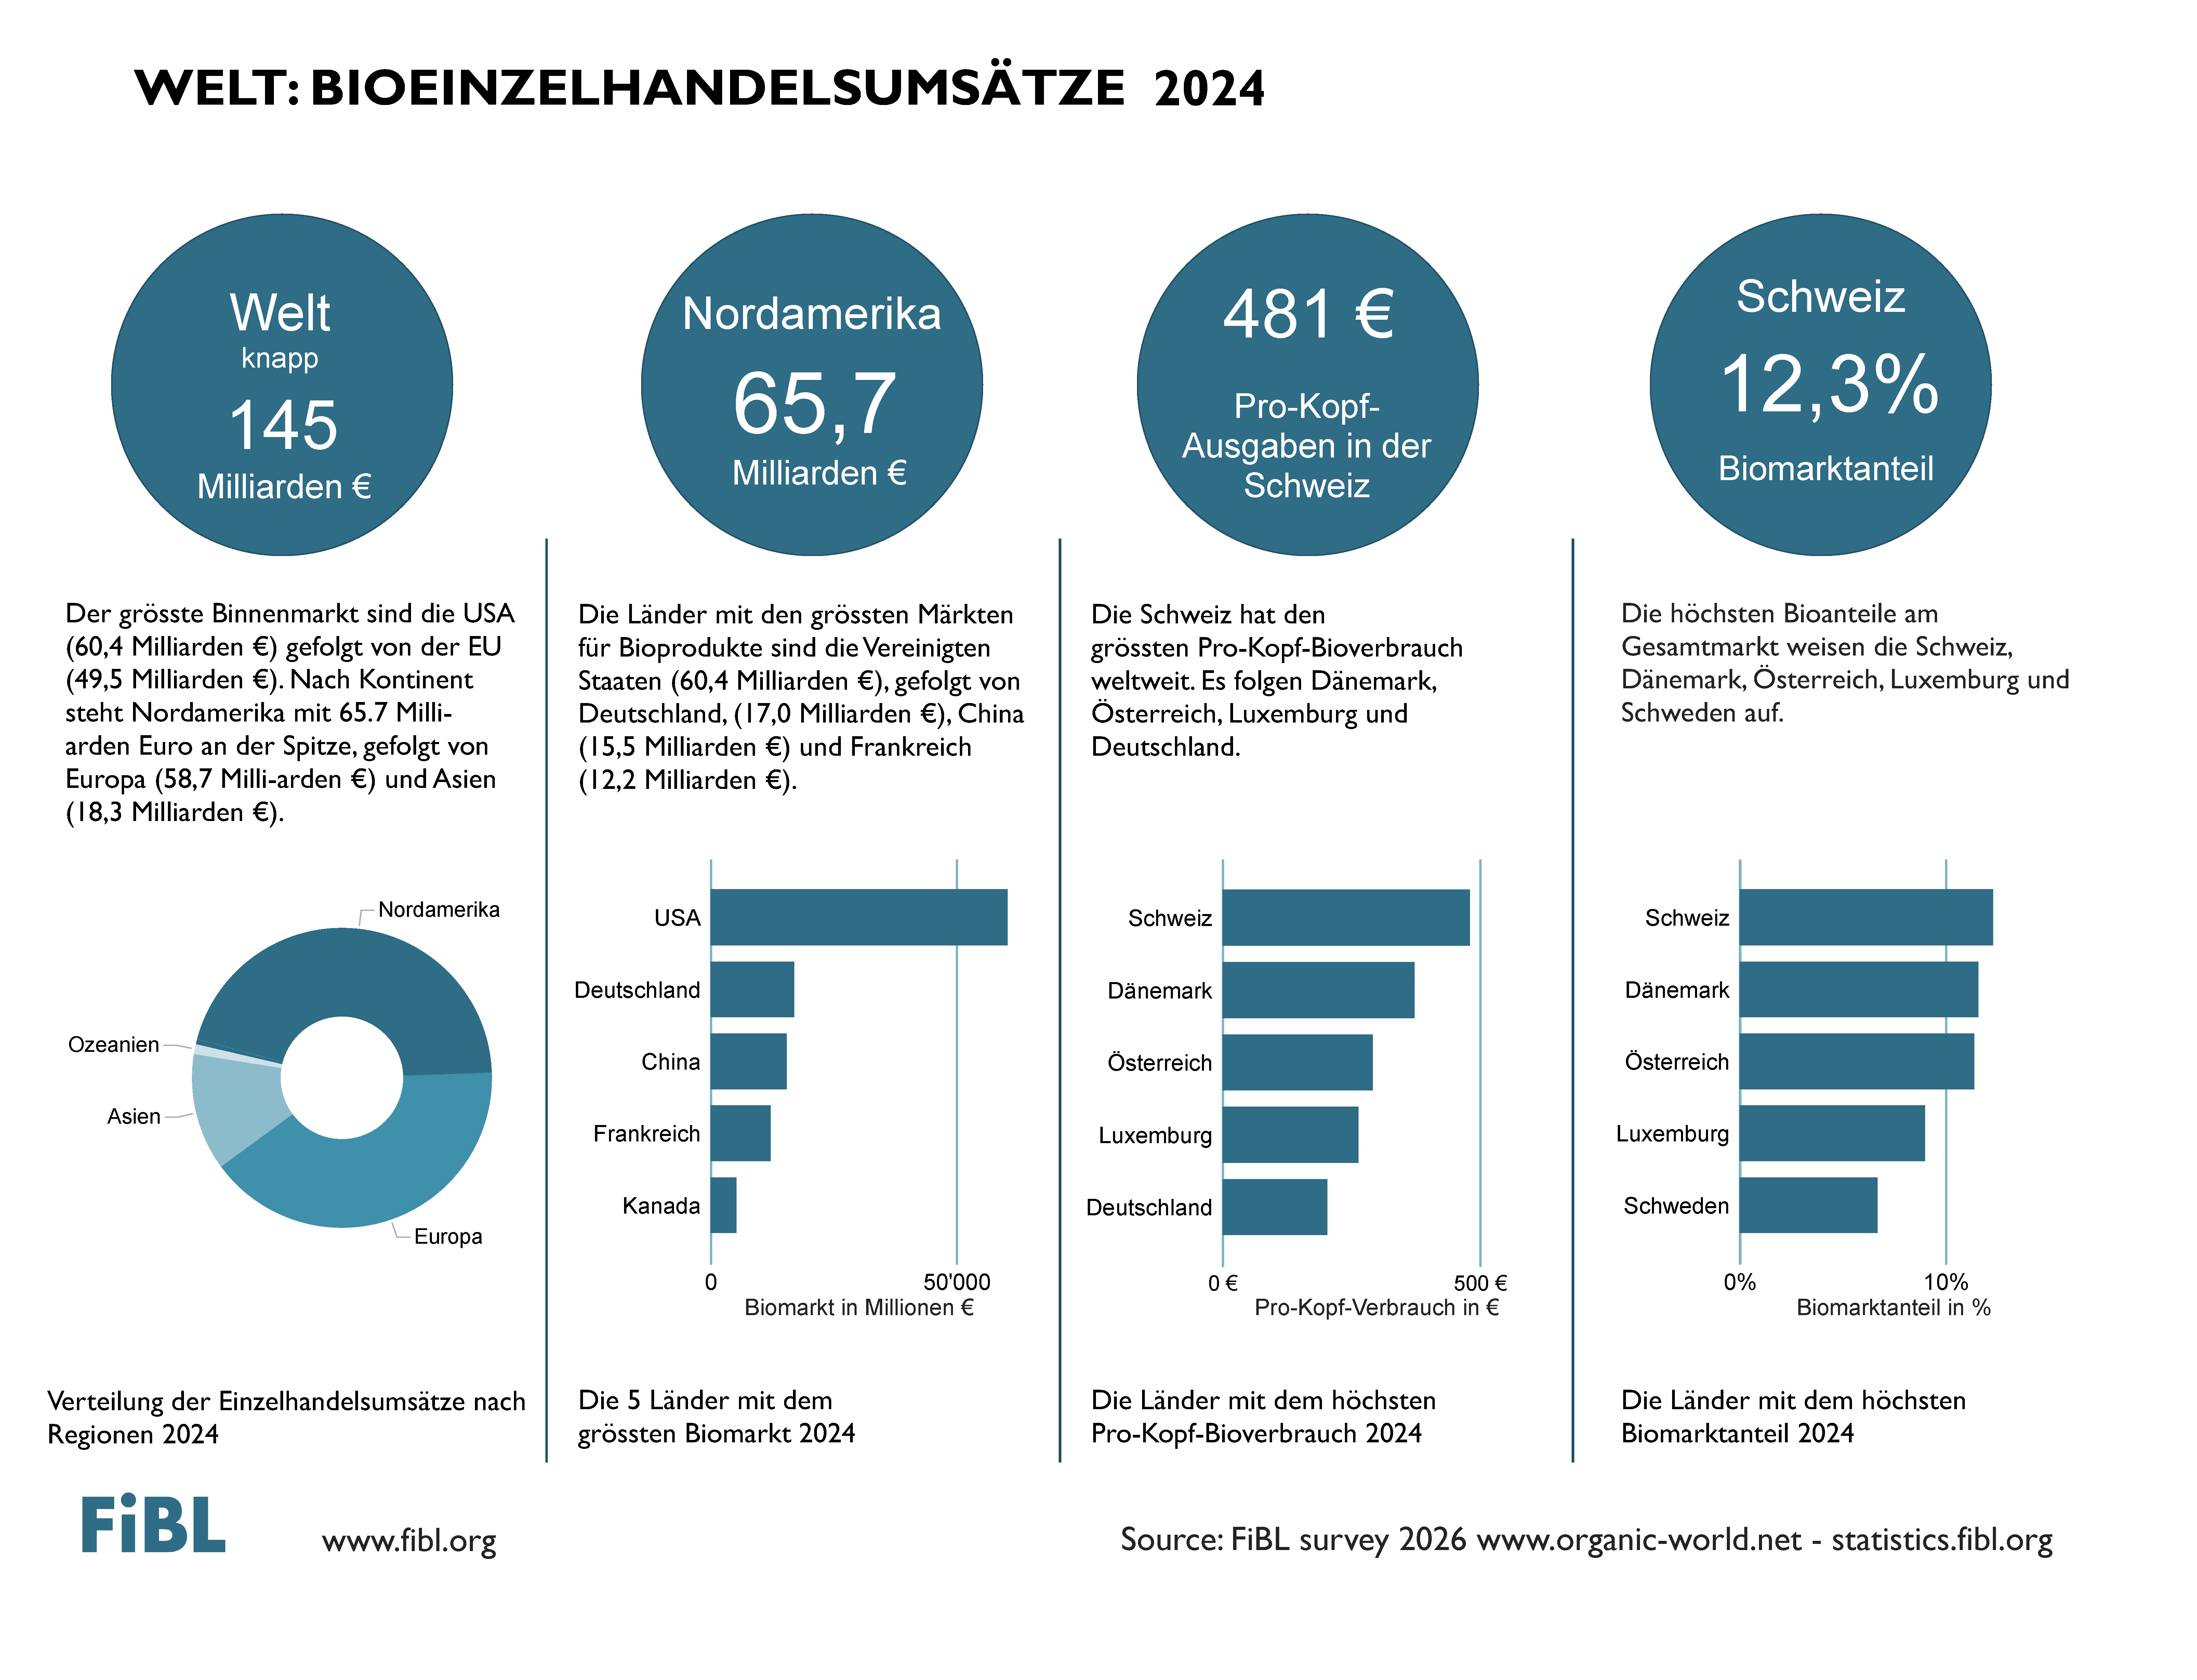 WELT: BIOEINZELHANDELSUMSÄTZE 2024
Welt
knapp
145
Milliarden €
Nordamerika
65,7
Milliarden €
481 €
Pro-Kopf-
Ausgaben in der
Schweiz
Schweiz
12,3%
Biomarktanteil
Der grösste Binnenmarkt sind die USA
(60,4 Milliarden €) gefolgt von der EU
(49,5 Milliarden €). Nach Kontinent
steht Nordamerika mit 65.7 Milli-
arden Euro an der Spitze, gefolgt von
Europa (58,7 Milli-arden €) und Asien
(18,3 Milliarden €).
Nordamerika
Ozeanien
Asien
Europa
Verteilung der Einzelhandelsumsätze nach
Regionen 2024
Die Länder mit den grössten Märkten
für Bioprodukte sind die Vereinigten
Staaten (60,4 Milliarden €), gefolgt von
Deutschland, (17,0 Milliarden €), China
(15,5 Milliarden €) und Frankreich
(12,2 Milliarden €).
USA
Deutschland
China
Frankreich
Kanada
0 50'000
Biomarkt in Millionen €
Die 5 Länder mit dem
grössten Biomarkt 2024
Die Schweiz hat den
grössten Pro-Kopf-Bioverbrauch
weltweit. Es folgen Dänemark,
Österreich, Luxemburg und
Deutschland.
Schweiz
Dänemark
Österreich
Luxemburg
Deutschland
0 € 500 €
Pro-Kopf-Verbrauch in €
Die Länder mit dem höchsten
Pro-Kopf-Bioverbrauch 2024
Die höchsten Bioanteile am
Gesamtmarkt weisen die Schweiz,
Dänemark, Österreich, Luxemburg und
Schweden auf.
Schweiz
Dänemark
Österreich
Luxemburg
Schweden
0% 10%
Biomarktanteil in %
Die Länder mit dem höchsten
Biomarktanteil 2024
FiBL
www.fibl.org
Source: FiBL survey 2026 www.organic-world.net - statistics.fibl.org